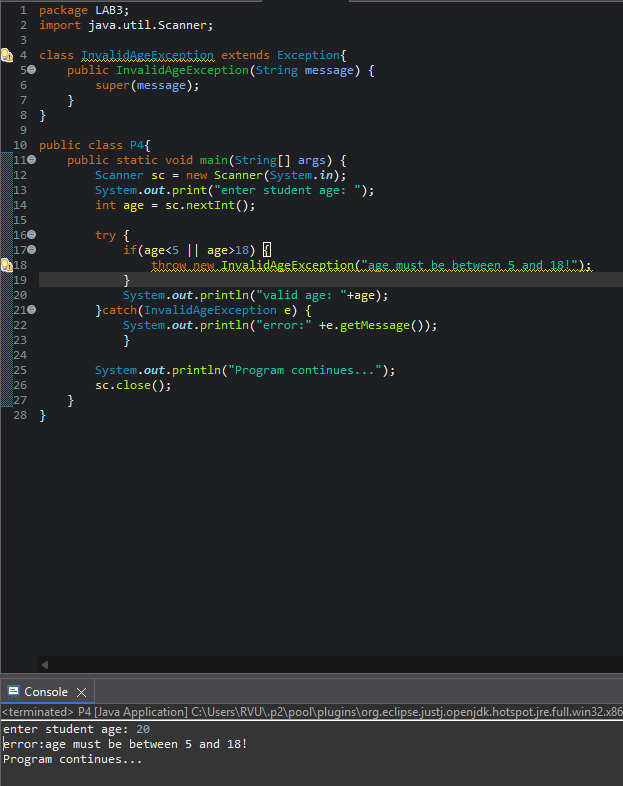 1 package LAB3;
2 import java.util.Scanner;
3
4 class InvalidAgeException extends Exception{
5     public InvalidAgeException(String message) {
6         super(message);
7     }
8 }
9
10 public class P4{
11     public static void main(String[] args) {
12         Scanner sc = new Scanner(System.in);
13         System.out.print("enter student age: ");
14         int age = sc.nextInt();
15
16         try {
17             if(age<5 || age>18) {
18                 throw new InvalidAgeException("age must be between 5 and 18!");
19             }
20             System.out.println("valid age: "+age);
21         }catch(InvalidAgeException e) {
22             System.out.println("error:" +e.getMessage());
23             }
24
25         System.out.println("Program continues...");
26         sc.close();
27     }
28 }
Console
<terminated> P4 [Java Application] C:\Users\RVU\.p2\pool\plugins\org.eclipse.justj.openjdk.hotspot.jre.full.win32.x86
enter student age: 20
error:age must be between 5 and 18!
Program continues...